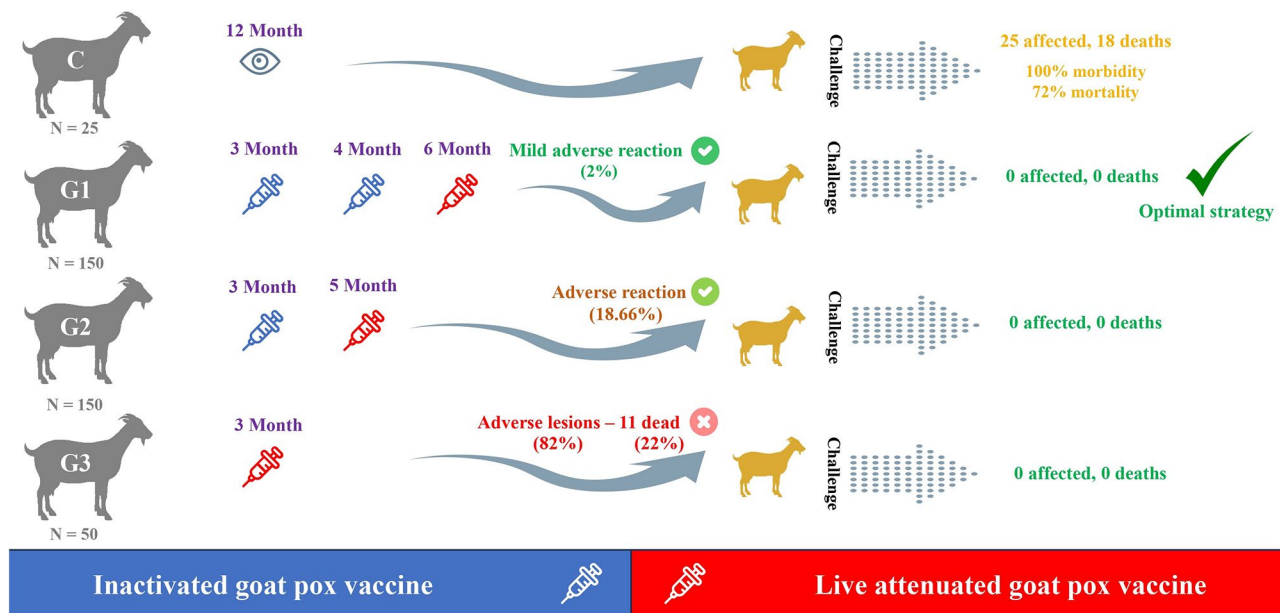 C
N = 25
12 Month
Challenge
25 affected, 18 deaths
100% morbidity
72% mortality
G1
N = 150
3 Month
4 Month
6 Month
Mild adverse reaction
(2%)
Challenge
0 affected, 0 deaths
Optimal strategy
G2
N = 150
3 Month
5 Month
Adverse reaction
(18.66%)
Challenge
0 affected, 0 deaths
G3
N = 50
3 Month
Adverse lesions – 11 dead
(82%) (22%)
Challenge
0 affected, 0 deaths
Inactivated goat pox vaccine
Live attenuated goat pox vaccine